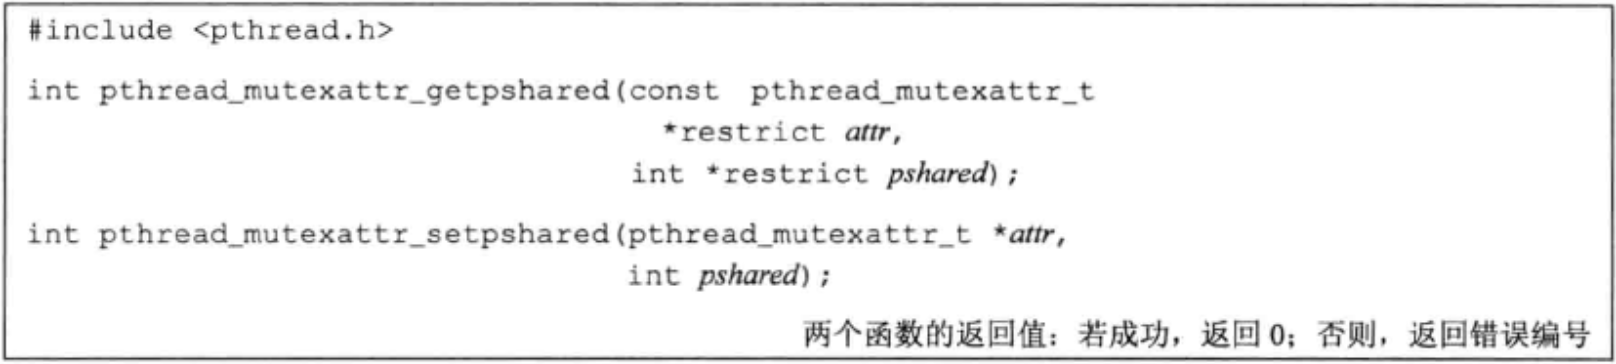 #include <pthread.h>
int pthread_mutexattr_getpshared(const pthread_mutexattr_t
*restrict attr,
int *restrict pshared);
int pthread_mutexattr_setpshared(pthread_mutexattr_t *attr,
int pshared);
两个函数的返回值：若成功，返回 0；否则，返回错误编号